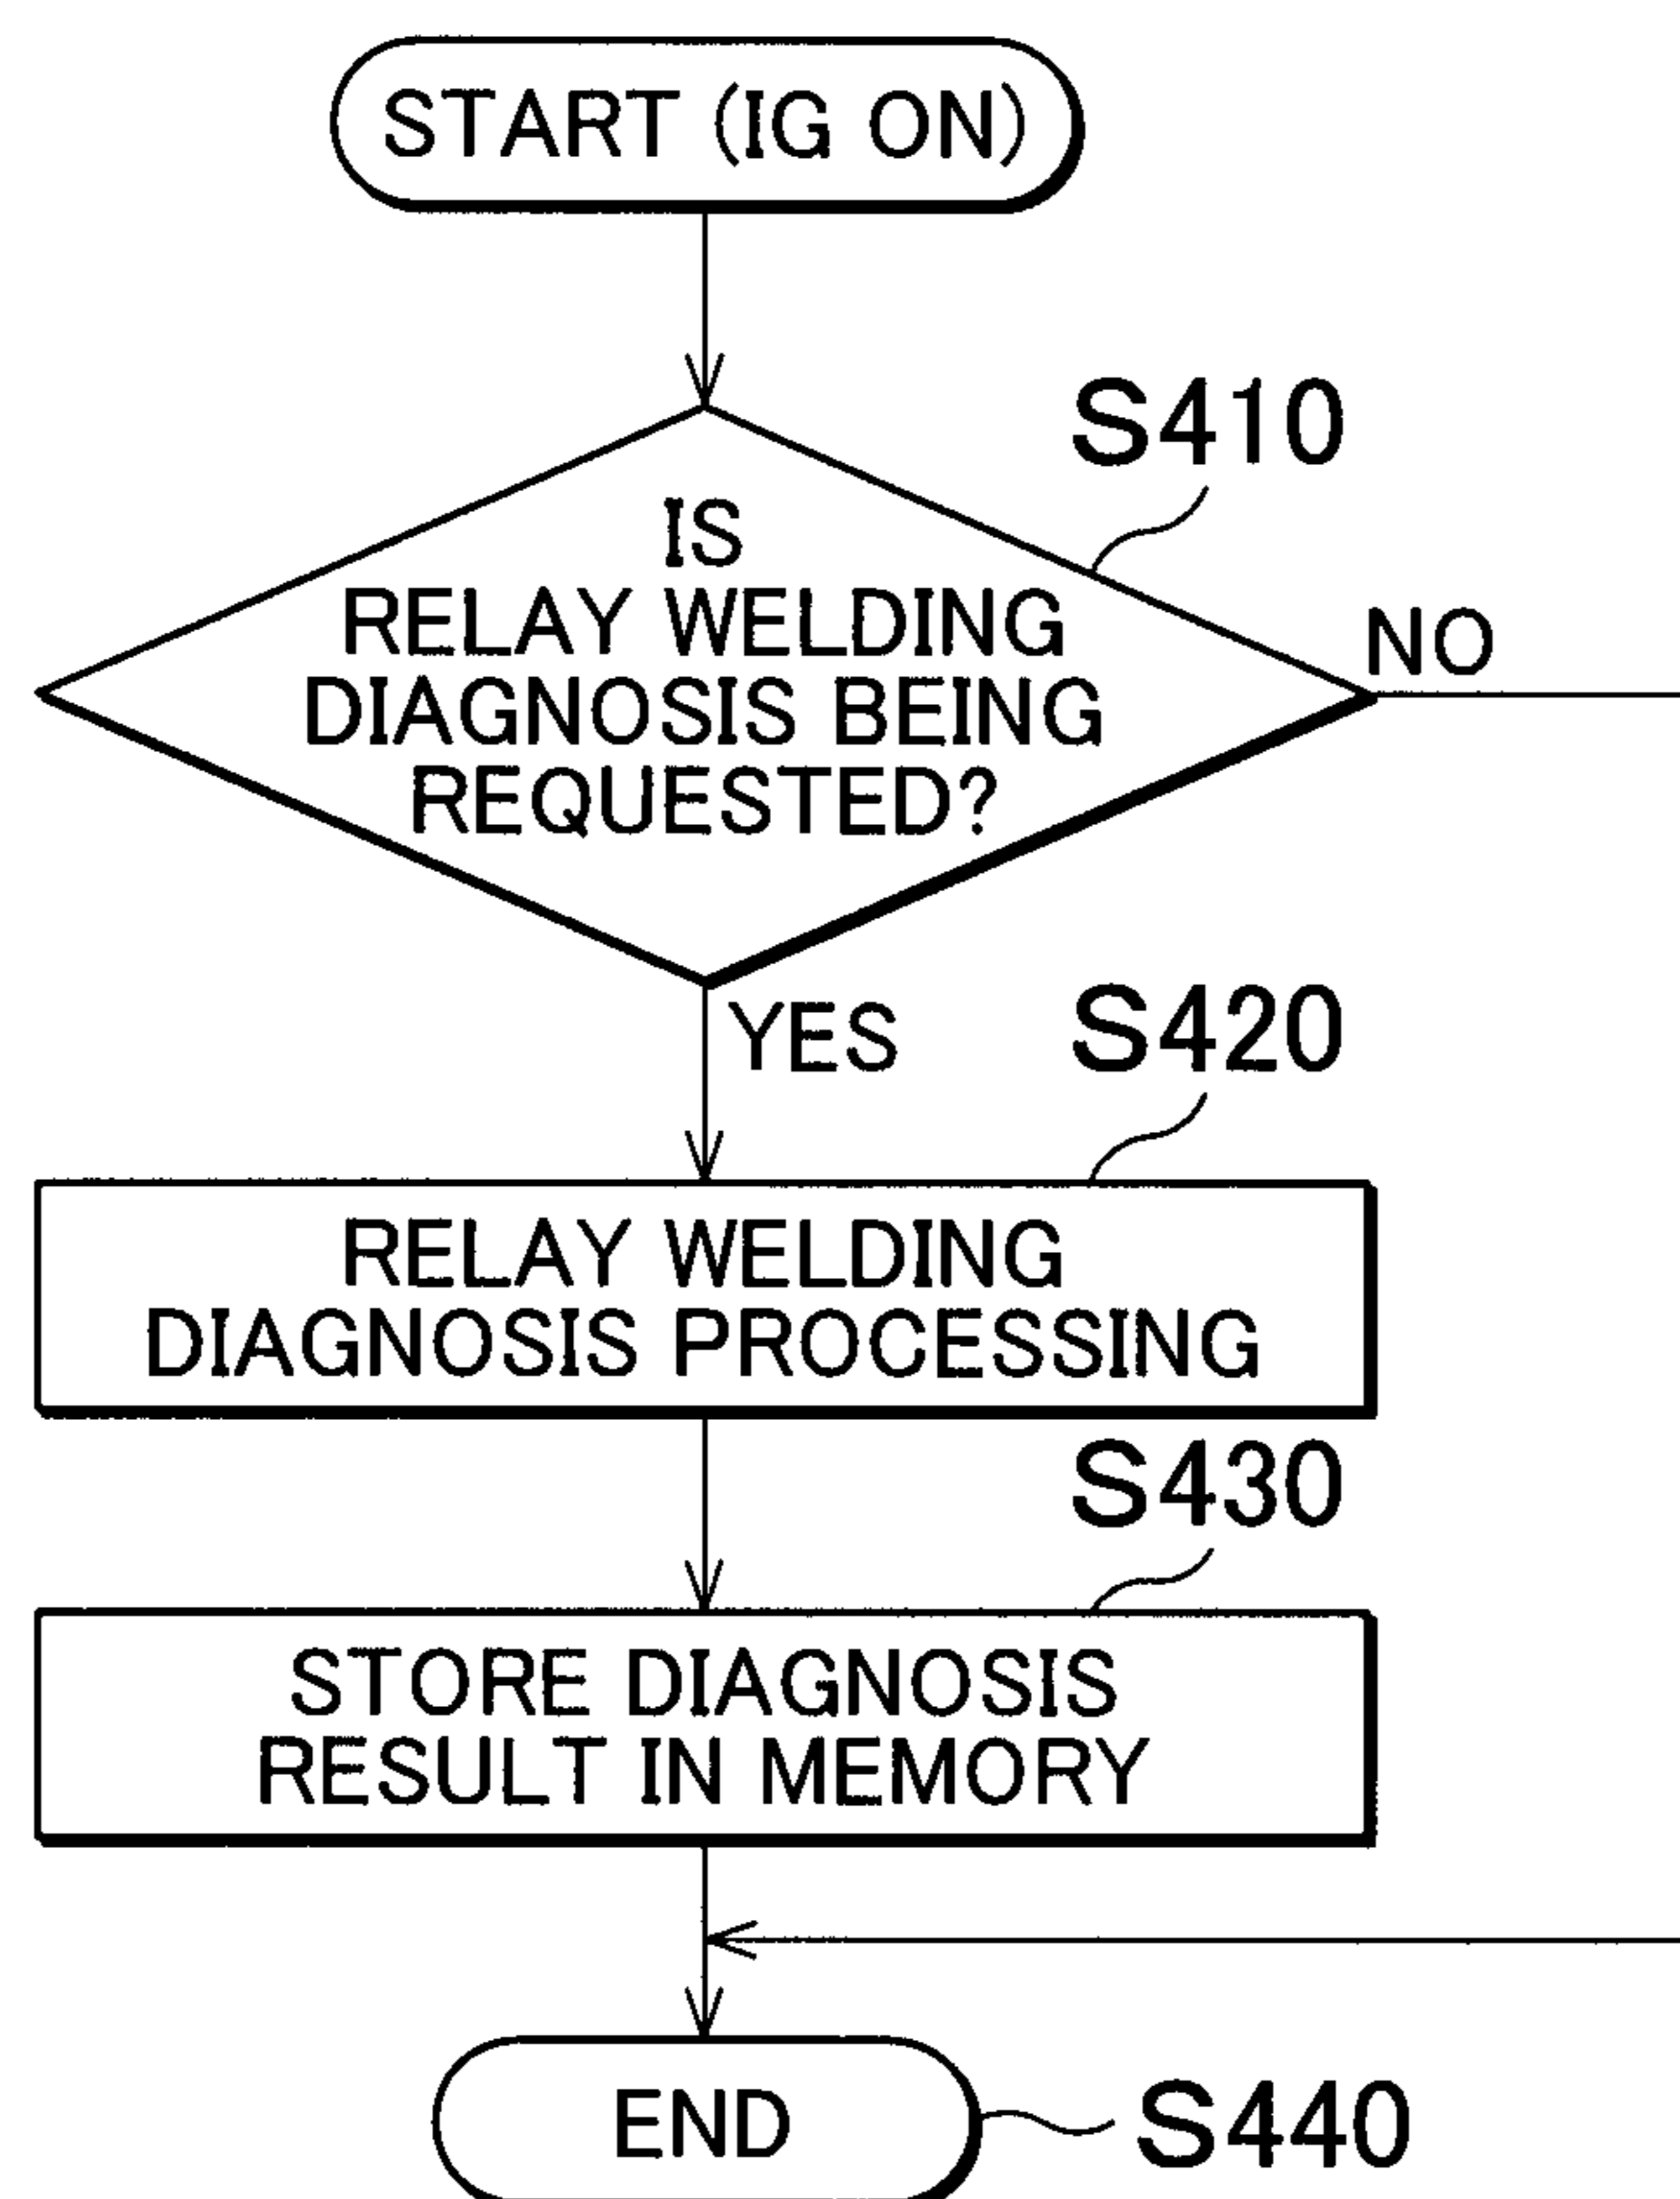 START (IG ON)
S410
IS
RELAY WELDING
DIAGNOSIS BEING
REQUESTED?
NO
YES
S420
RELAY WELDING
DIAGNOSIS PROCESSING
S430
STORE DIAGNOSIS
RESULT IN MEMORY
END
S440